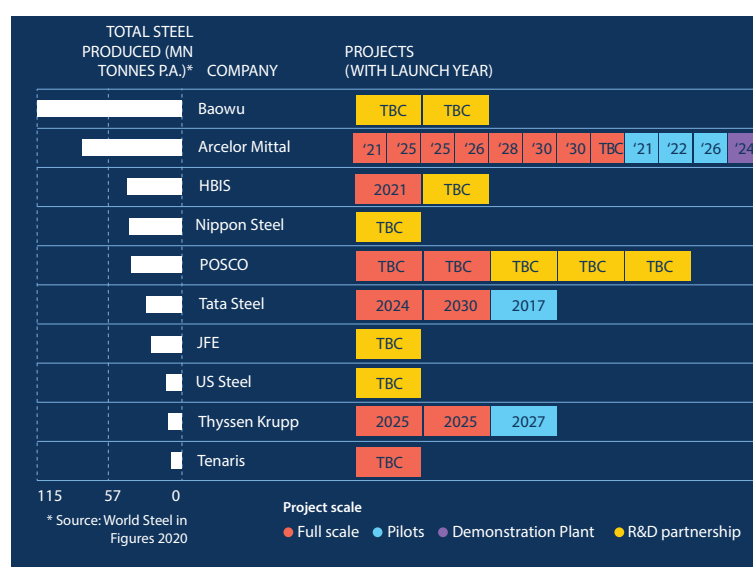 TOTAL STEEL
PRODUCED (MN
TONNES P.A.)*
COMPANY
PROJECTS
(WITH LAUNCH YEAR)
Baowu TBC TBC
Arcelor Mittal ‘21 ‘25 ‘25 ‘26 ‘28 ‘30 ‘30 TBC ‘21 ‘22 ‘26 ‘24
HBIS 2021 TBC
Nippon Steel TBC
POSCO TBC TBC TBC TBC TBC
Tata Steel 2024 2030 2017
JFE TBC
US Steel TBC
Thyssen Krupp 2025 2025 2027
Tenaris TBC
115 57 0
* Source: World Steel in
Figures 2020
Project scale
Full scale Pilots Demonstration Plant R&D partnership